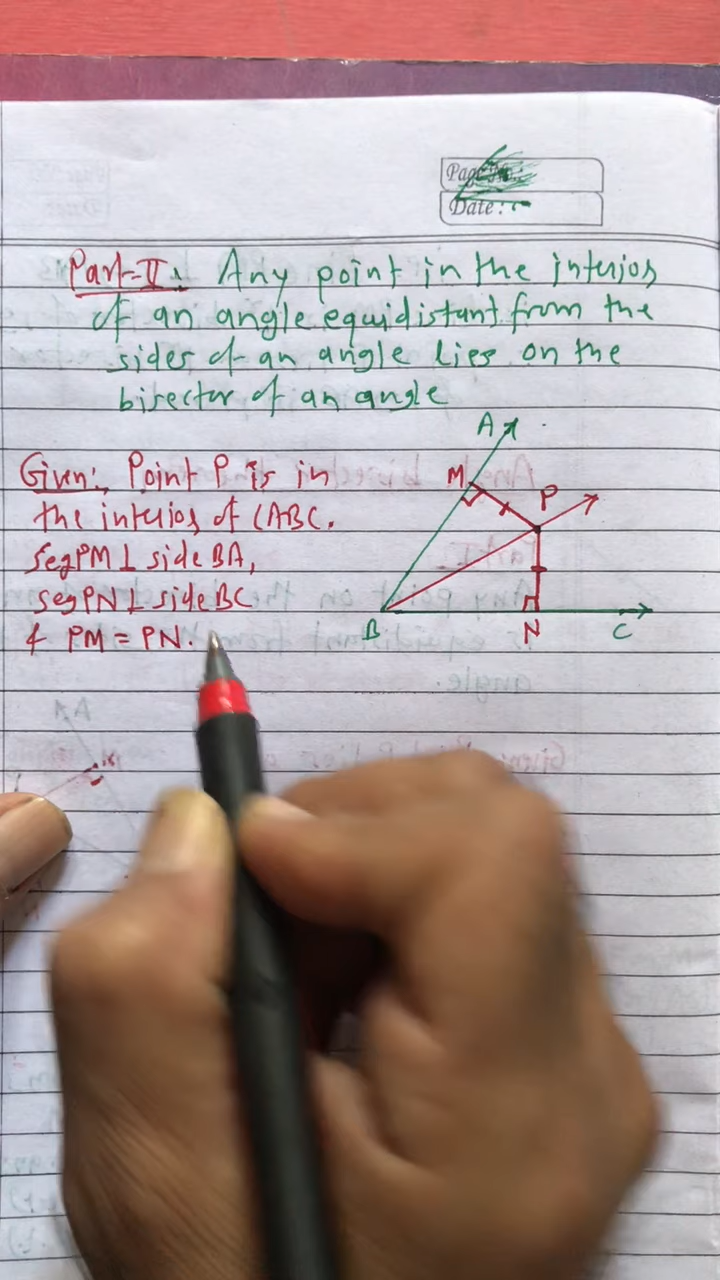 Page No.:
Date:
Part-II: Any point in the interior
of an angle equidistant from the
sides of an angle lies on the
bisector of an angle
Given: Point P is in
the interior of ∠ABC.
seg PM ⊥ side BA,
seg PN ⊥ side BC
& PM = PN.
A
M
P
B
N
C